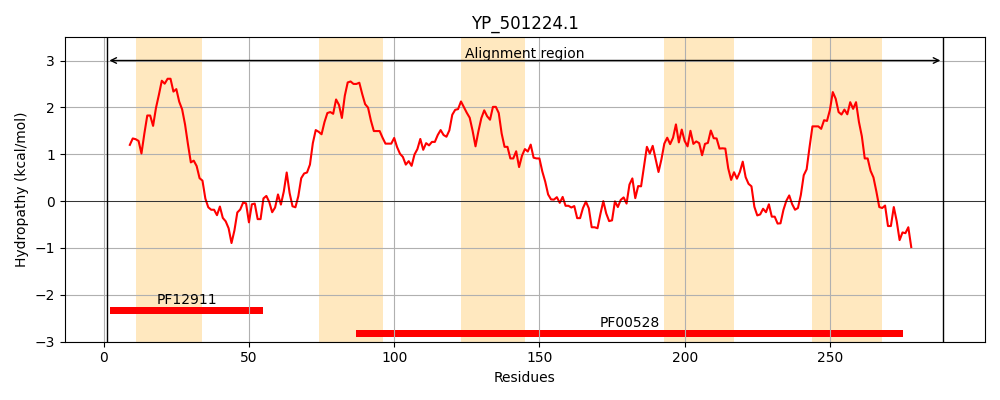 YP_501224.1
Alignment region
Hydropathy (kcal/mol)
3
2
1
0
−1
−2
−3
PF12911
PF00528
0 50 100 150 200 250
Residues